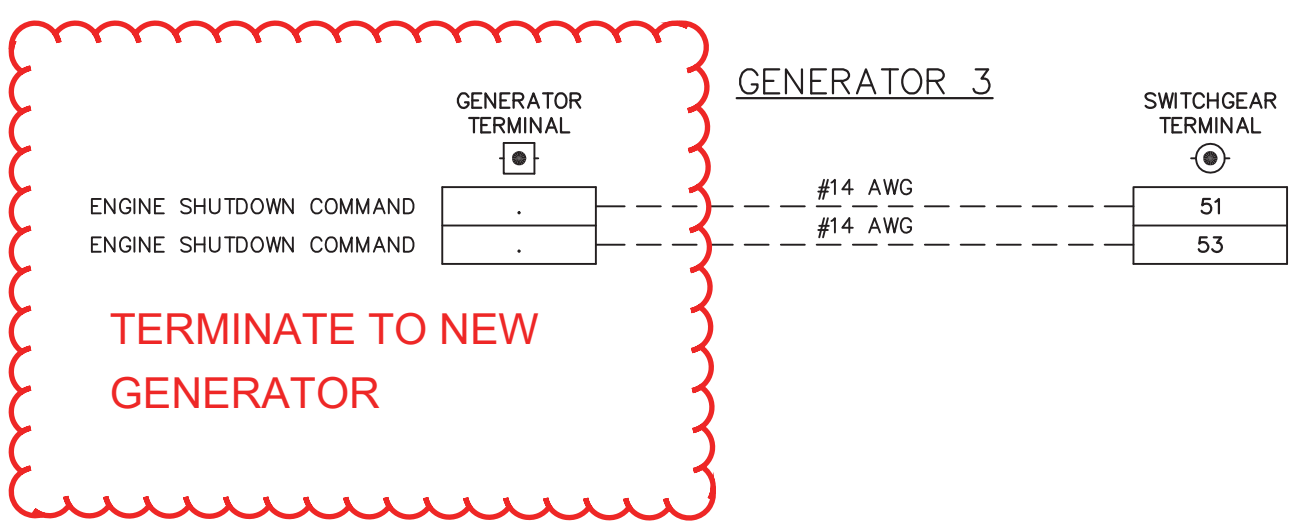 GENERATOR 3
GENERATOR
TERMINAL
SWITCHGEAR
TERMINAL
ENGINE SHUTDOWN COMMAND . #14 AWG 51
ENGINE SHUTDOWN COMMAND . #14 AWG 53
TERMINATE TO NEW
GENERATOR